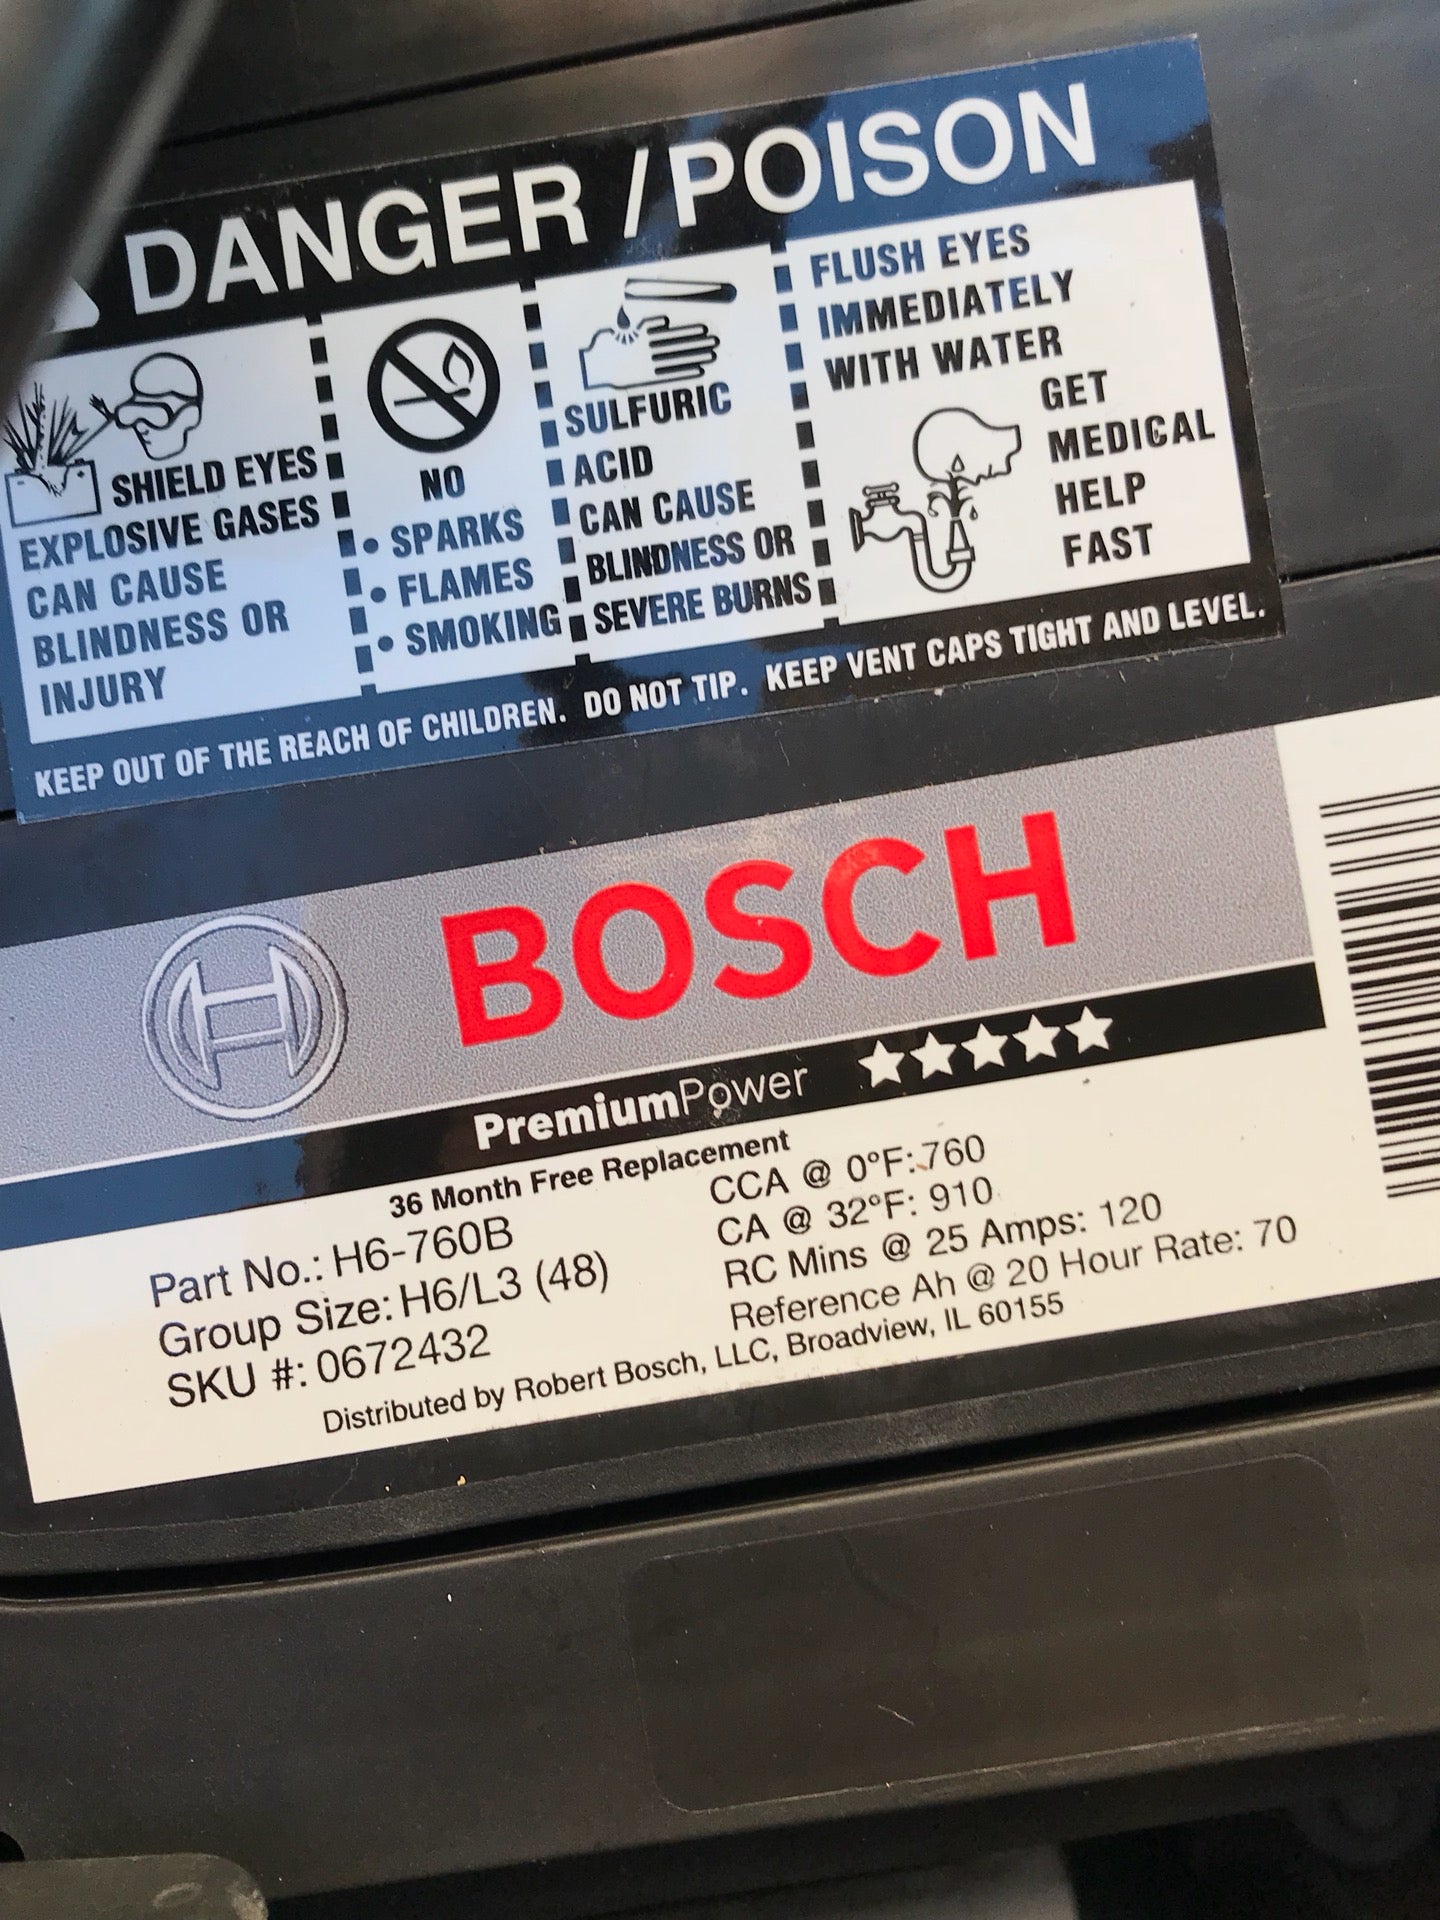 DANGER / POISON
SHIELD EYES
EXPLOSIVE GASES
CAN CAUSE
BLINDNESS OR
INJURY
NO
• SPARKS
• FLAMES
• SMOKING
SULFURIC
ACID
CAN CAUSE
BLINDNESS OR
SEVERE BURNS
FLUSH EYES
IMMEDIATELY
WITH WATER
GET
MEDICAL
HELP
FAST
KEEP OUT OF THE REACH OF CHILDREN. DO NOT TIP. KEEP VENT CAPS TIGHT AND LEVEL.
BOSCH
PremiumPower
36 Month Free Replacement
Part No.: H6-760B
Group Size: H6/L3 (48)
SKU #: 0672432
CCA @ 0°F: 760
CA @ 32°F: 910
RC Mins @ 25 Amps: 120
Reference Ah @ 20 Hour Rate: 70
Distributed by Robert Bosch, LLC, Broadview, IL 60155